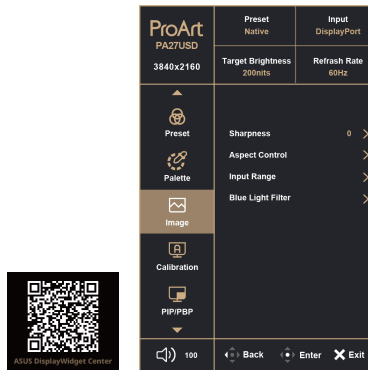 ProArt
PA27USD
3840x2160
Preset
Native
Input
DisplayPort
Target Brightness
200nits
Refrash Rate
60Hz
Preset
Palette
Image
Calibration
PIP/PBP
Sharpness 0
Aspect Control
Input Range
Blue Light Filter
100
Back
Enter
Exit
A
ASUS DisplayWidget Center